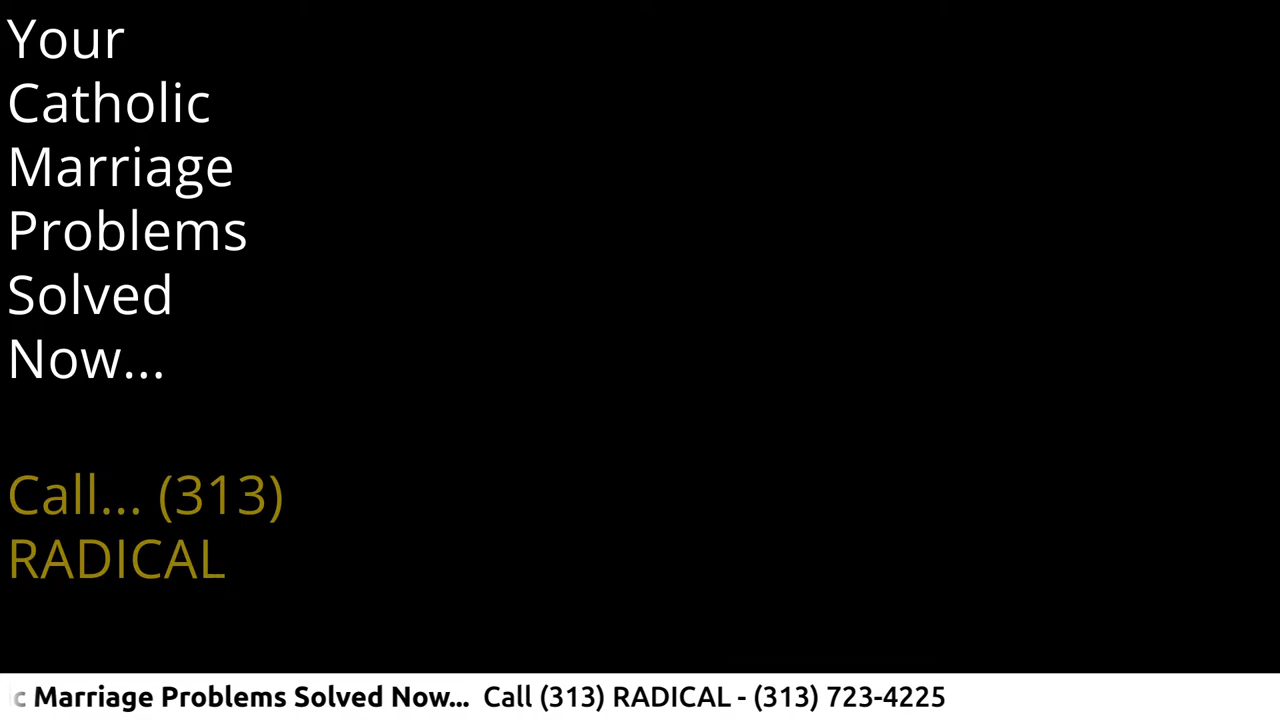 Your
Catholic
Marriage
Problems
Solved
Now...
Call... (313)
RADICAL
c Marriage Problems Solved Now... Call (313) RADICAL - (313) 723-4225